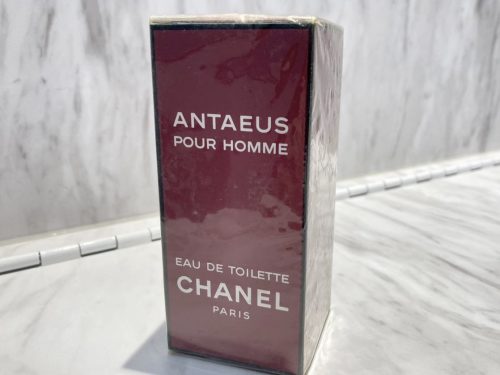 ANTAEUS
POUR HOMME
EAU DE TOILETTE
CHANEL
PARIS